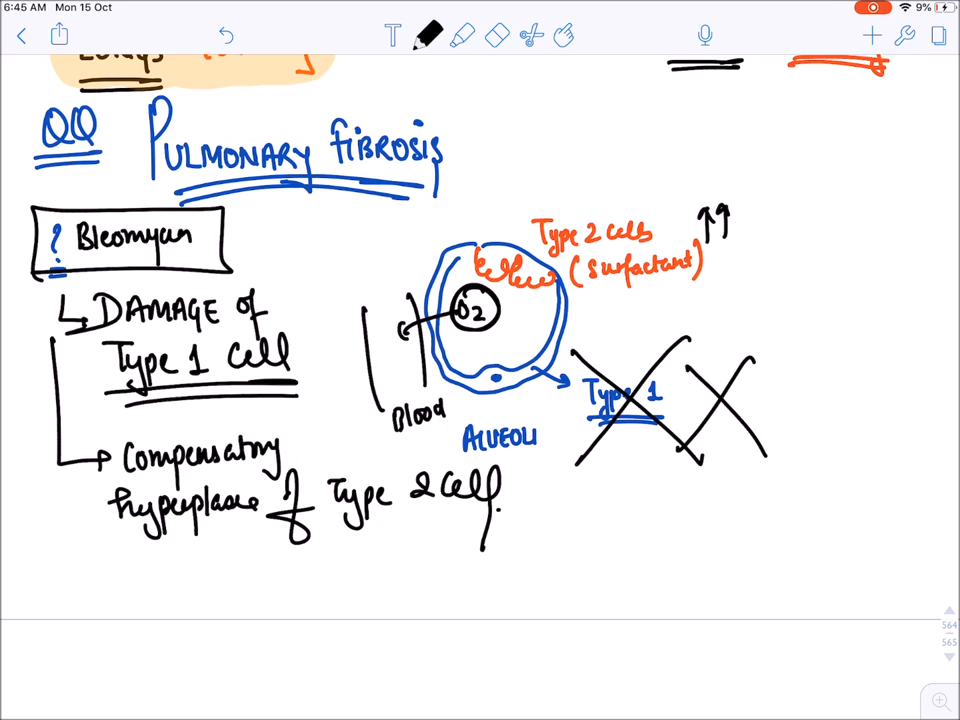 6:45 AM Mon 15 Oct
9%
T
QQ PULMONARY FIBROSIS
? Bleomycin
DAMAGE of
Type 1 Cell
Compensatory
hyperplasia of Type 2 Cell.
Type 2 Cells
(Surfactant) ↑↑
O2
Blood
Type 1
ALVEOLI
564
565